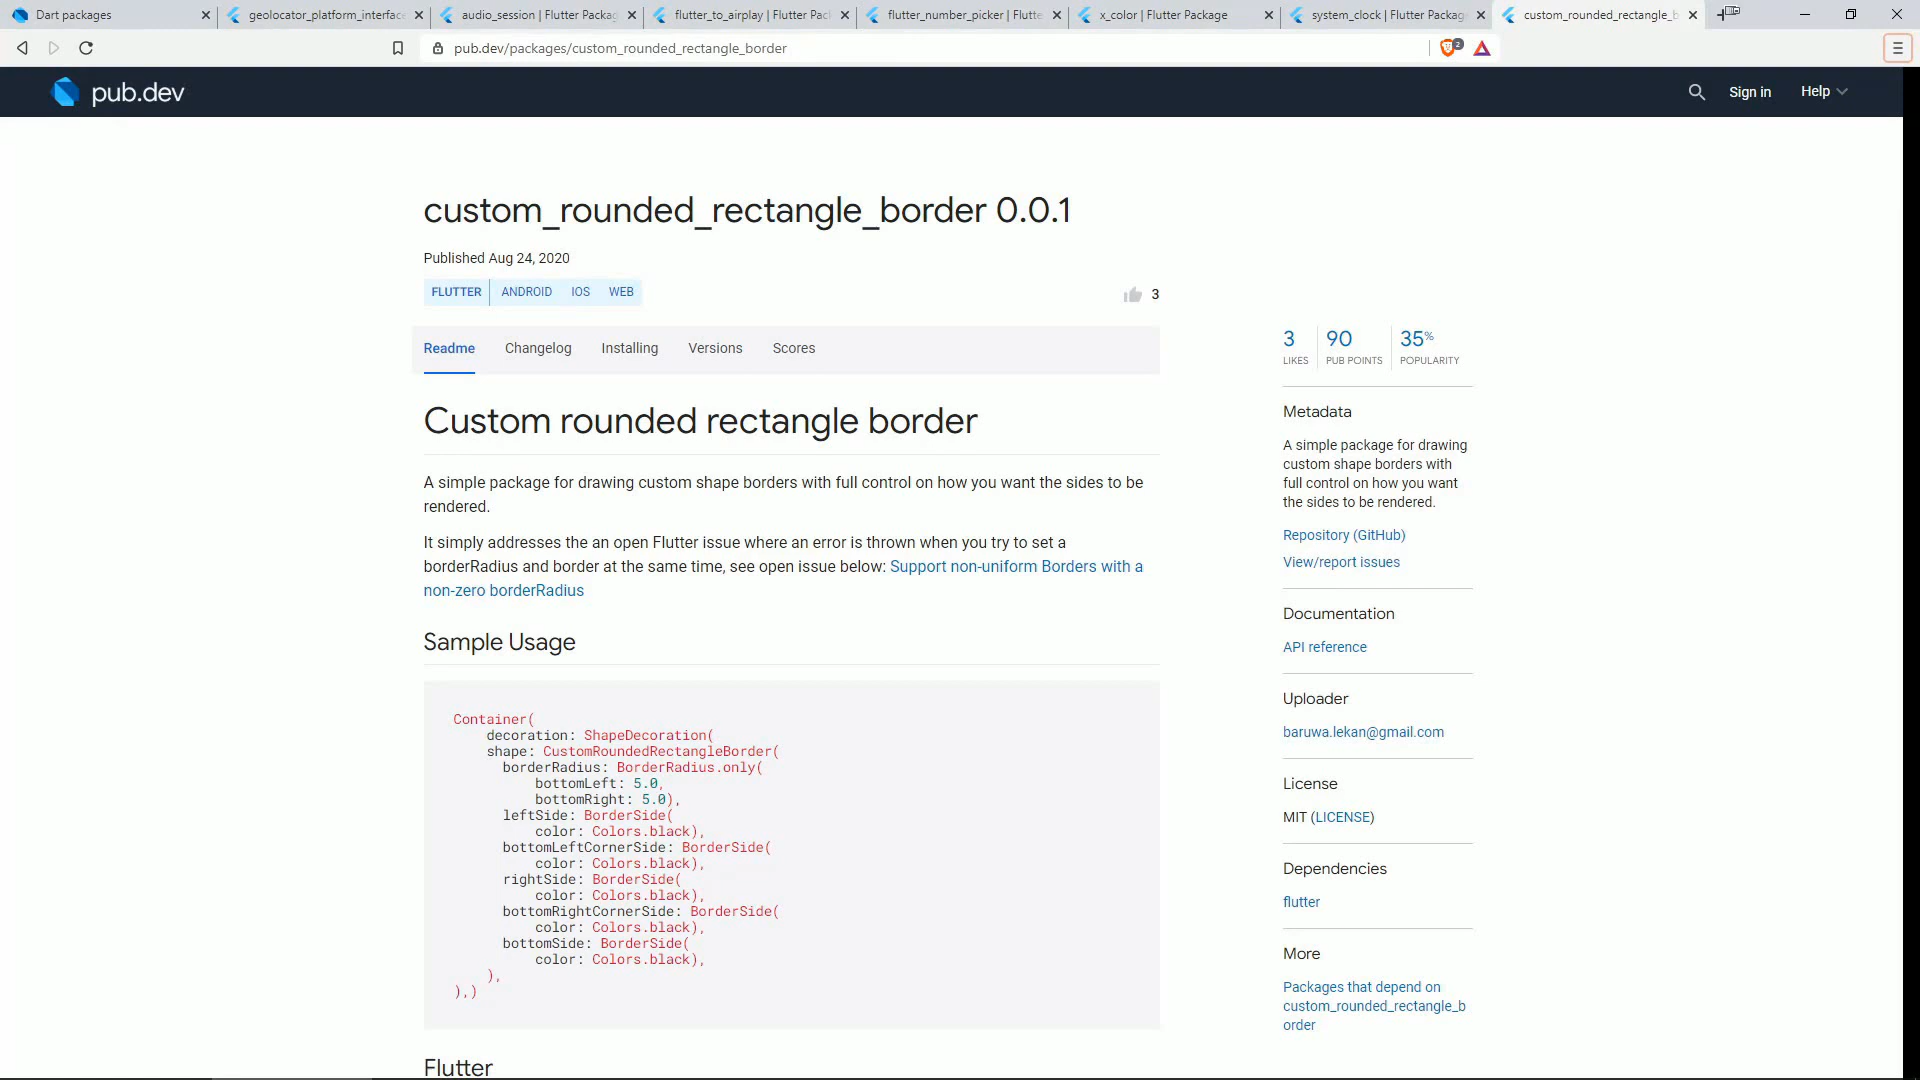 Dart packages
geolocator_platform_interface
audio_session | Flutter Packag
flutter_to_airplay | Flutter Pack
flutter_number_picker | Flutte
x_color | Flutter Package
system_clock | Flutter Package
custom_rounded_rectangle_b
pub.dev/packages/custom_rounded_rectangle_border
2
pub.dev
Sign in
Help
custom_rounded_rectangle_border 0.0.1
Published Aug 24, 2020
FLUTTER ANDROID IOS WEB
3
Readme Changelog Installing Versions Scores
Custom rounded rectangle border
A simple package for drawing custom shape borders with full control on how you want the sides to be
rendered.
It simply addresses the an open Flutter issue where an error is thrown when you try to set a
borderRadius and border at the same time, see open issue below: Support non-uniform Borders with a
non-zero borderRadius
Sample Usage
Container(
decoration: ShapeDecoration(
shape: CustomRoundedRectangleBorder(
borderRadius: BorderRadius.only(
bottomLeft: 5.0,
bottomRight: 5.0),
leftSide: BorderSide(
color: Colors.black),
bottomLeftCornerSide: BorderSide(
color: Colors.black),
rightSide: BorderSide(
color: Colors.black),
bottomRightCornerSide: BorderSide(
color: Colors.black),
bottomSide: BorderSide(
color: Colors.black),
),
),)
Flutter
3 90 35%
LIKES PUB POINTS POPULARITY
Metadata
A simple package for drawing
custom shape borders with
full control on how you want
the sides to be rendered.
Repository (GitHub)
View/report issues
Documentation
API reference
Uploader
baruwa.lekan@gmail.com
License
MIT (LICENSE)
Dependencies
flutter
More
Packages that depend on
custom_rounded_rectangle_b
order